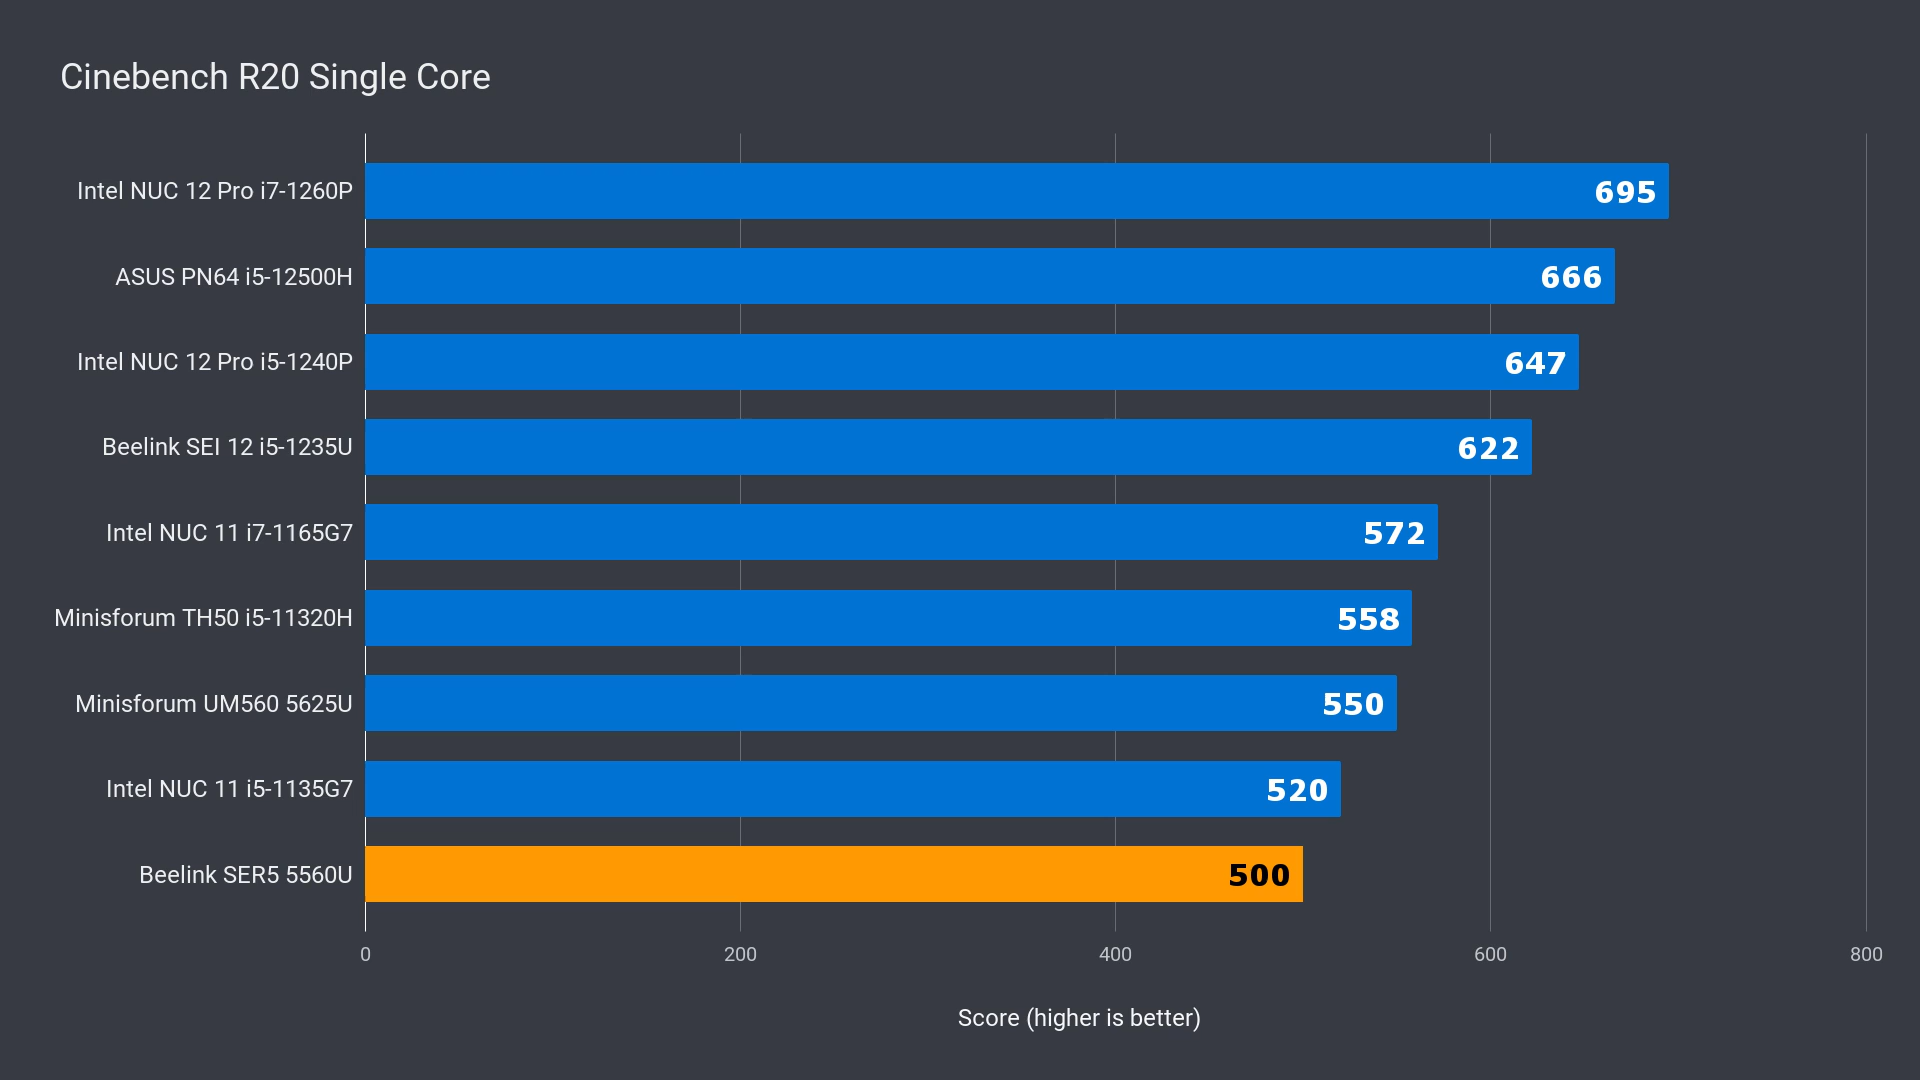 Cinebench R20 Single Core
Intel NUC 12 Pro i7-1260P 695
ASUS PN64 i5-12500H 666
Intel NUC 12 Pro i5-1240P 647
Beelink SEI 12 i5-1235U 622
Intel NUC 11 i7-1165G7 572
Minisforum TH50 i5-11320H 558
Minisforum UM560 5625U 550
Intel NUC 11 i5-1135G7 520
Beelink SER5 5560U 500
0 200 400 600 800
Score (higher is better)